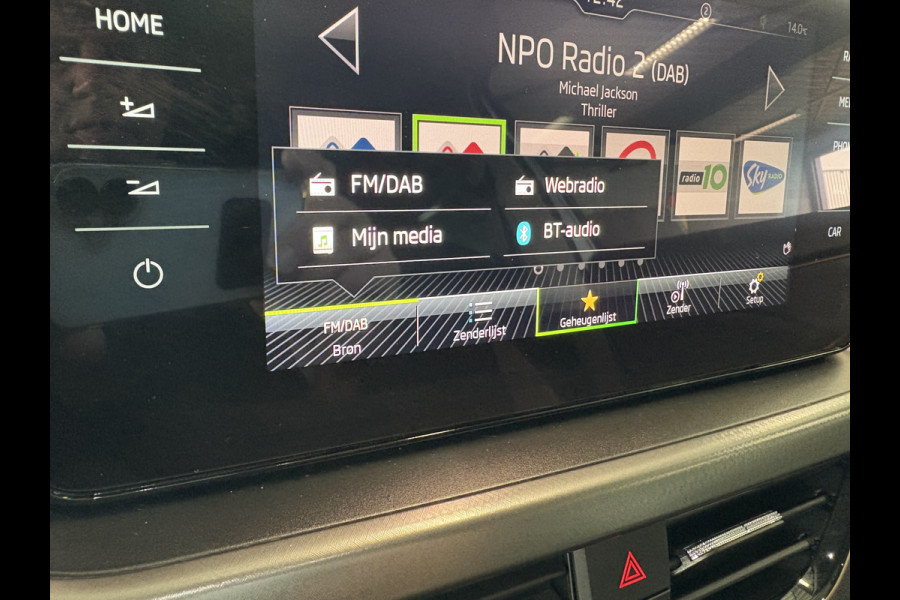 HOME
2
14.0°c
NPO Radio 2 (DAB)
Michael Jackson
Thriller
radio 10
Sky RADIO
FM/DAB
Webradio
Mijn media
BT-audio
CAR
FM/DAB
Bron
Zenderlijst
Geheugenlijst
Zender
Setup